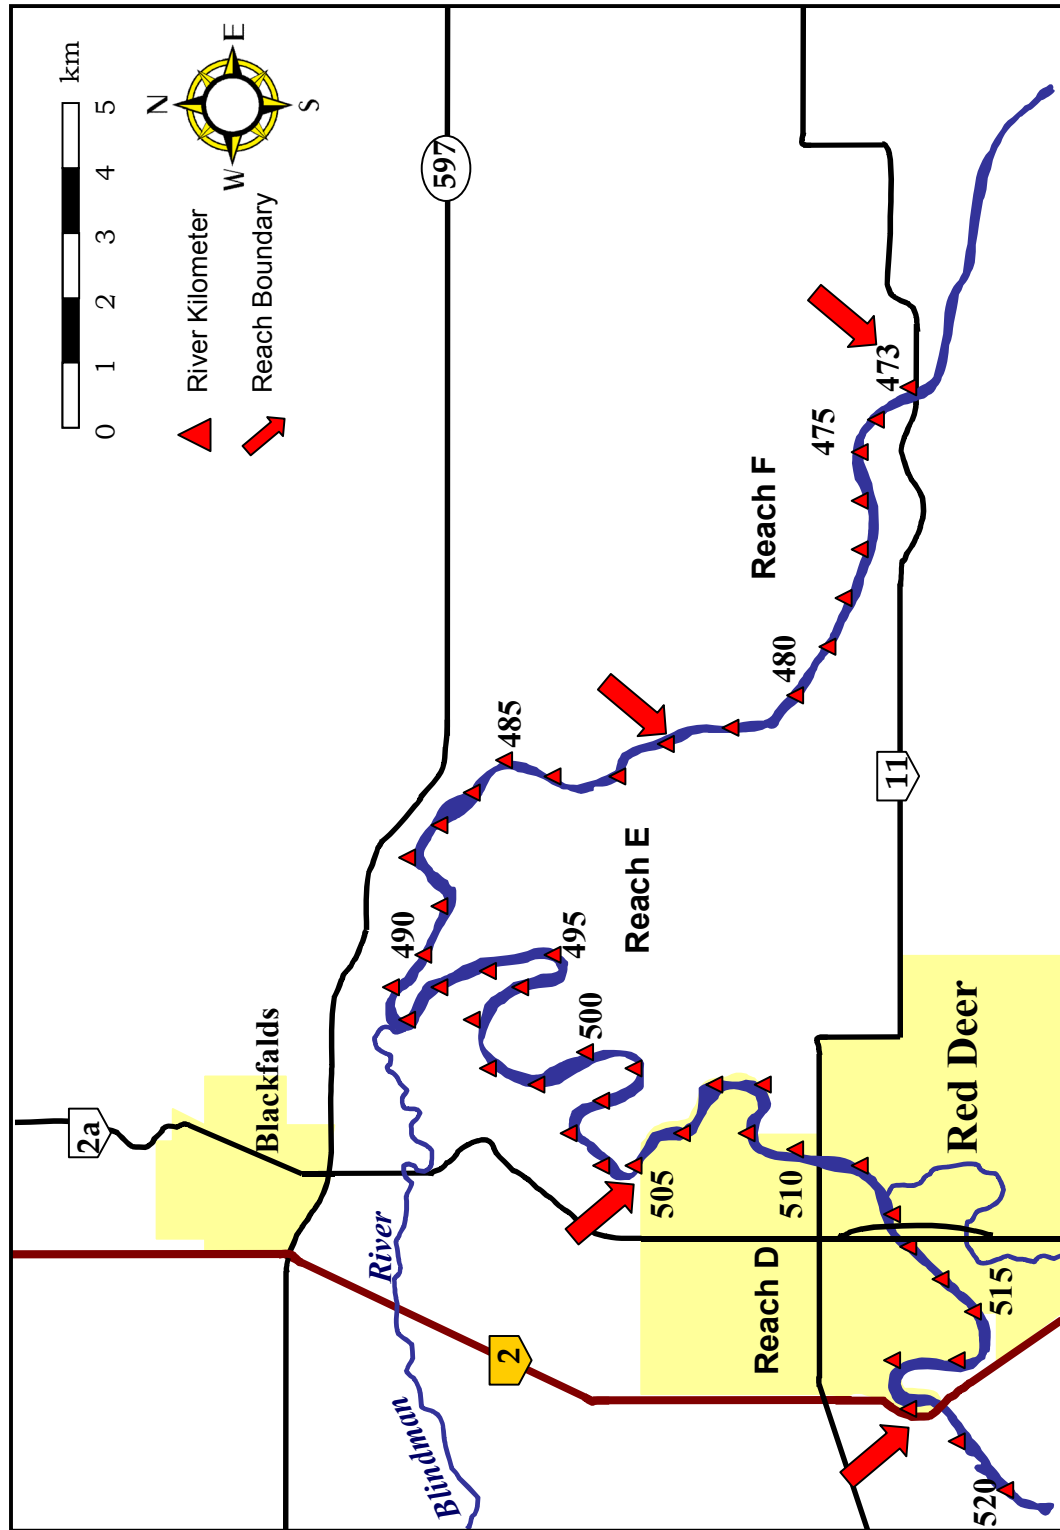 km
0 1 2 3 4 5
N
E
S
W
River Kilometer
Reach Boundary
2a
Blackfalds
597
2
Blindman
River
490
485
495
500
Reach E
505
480
Reach F
475
473
11
Reach D
510
Red Deer
515
520